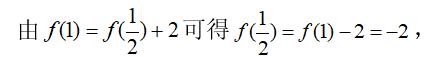 由 f(1) = f(1/2) + 2 可得 f(1/2) = f(1) − 2 = −2 ，